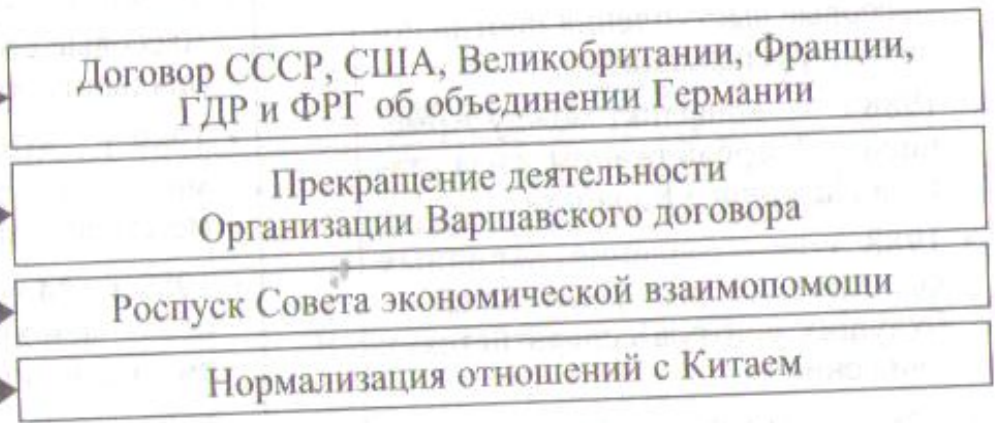 Договор СССР, США, Великобритании, Франции,
ГДР и ФРГ об объединении Германии
Прекращение деятельности
Организации Варшавского договора
Роспуск Совета экономической взаимопомощи
Нормализация отношений с Китаем